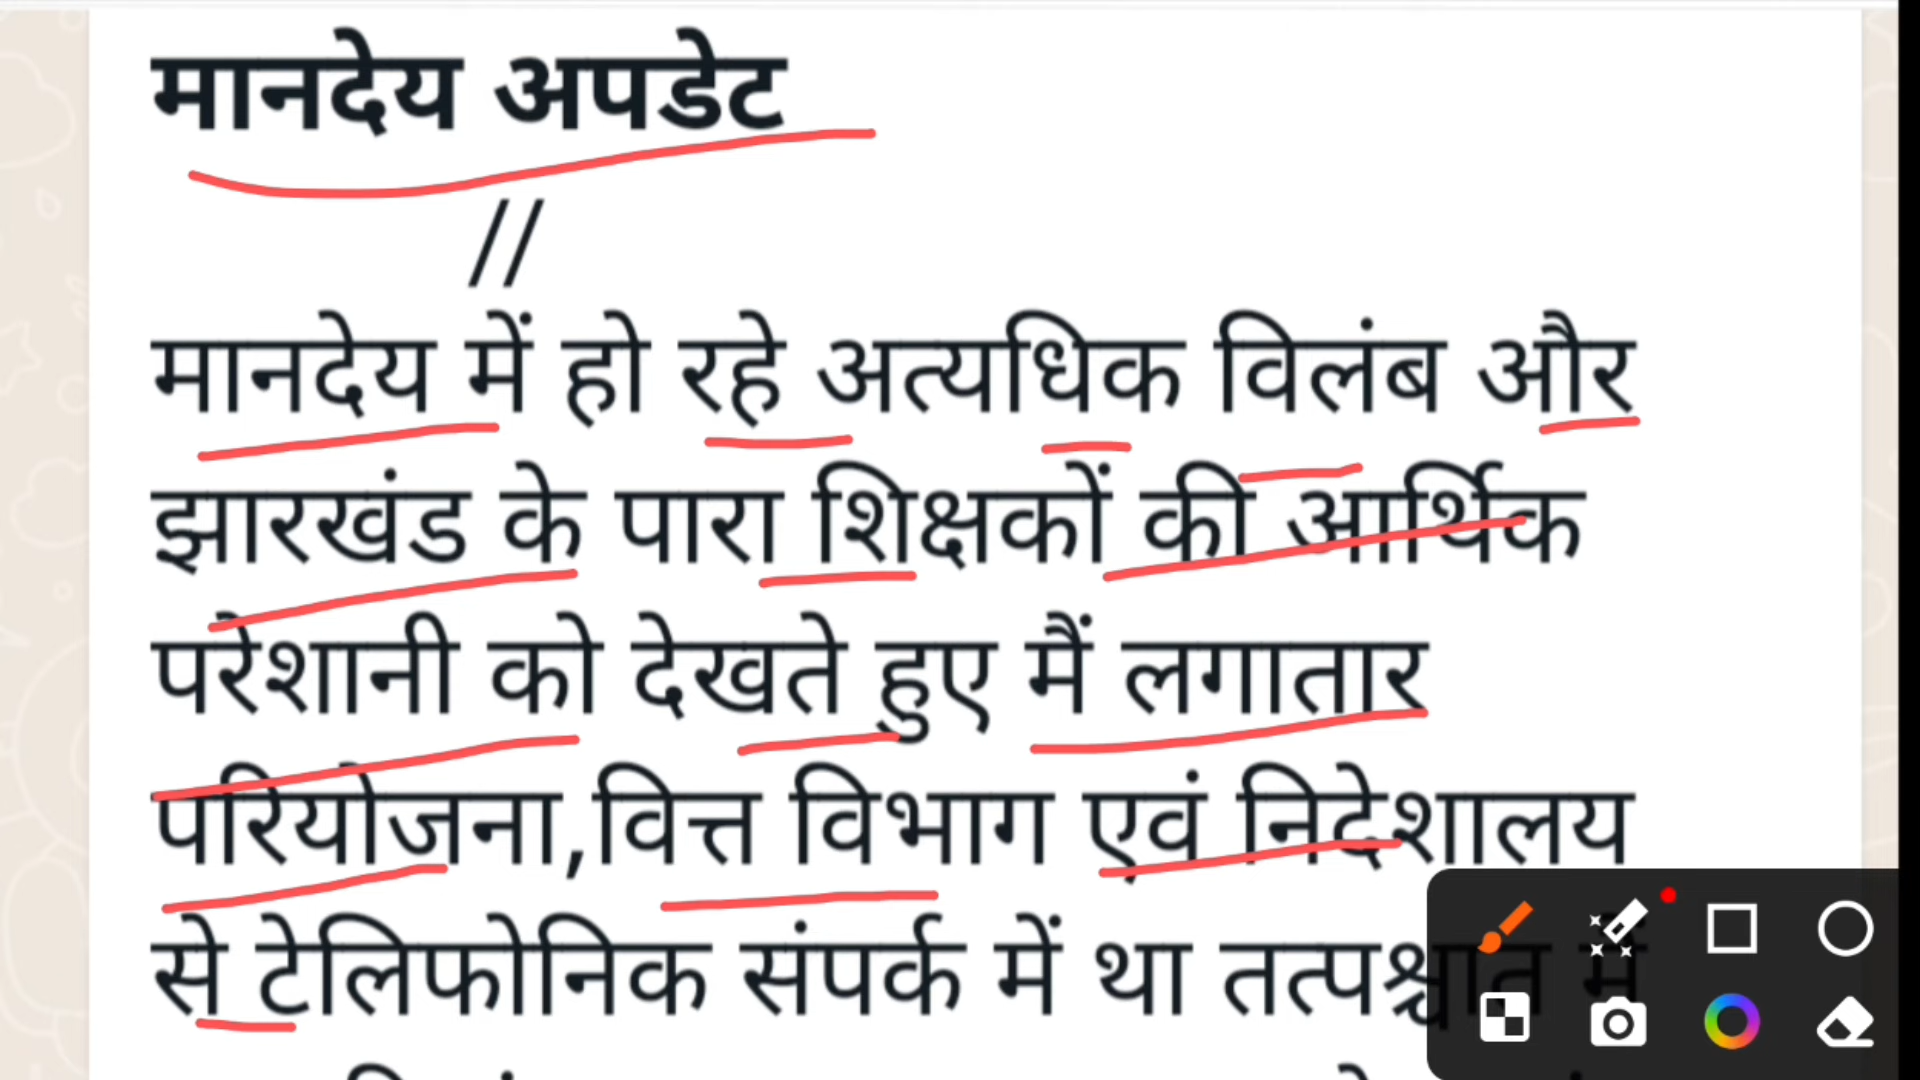 मानदेय अपडेट
//
मानदेय में हो रहे अत्यधिक विलंब और
झारखंड के पारा शिक्षकों की आर्थिक
परेशानी को देखते हुए मैं लगातार
परियोजना,वित्त विभाग एवं निदेशालय
से टेलिफोनिक संपर्क में था तत्पश्चात में